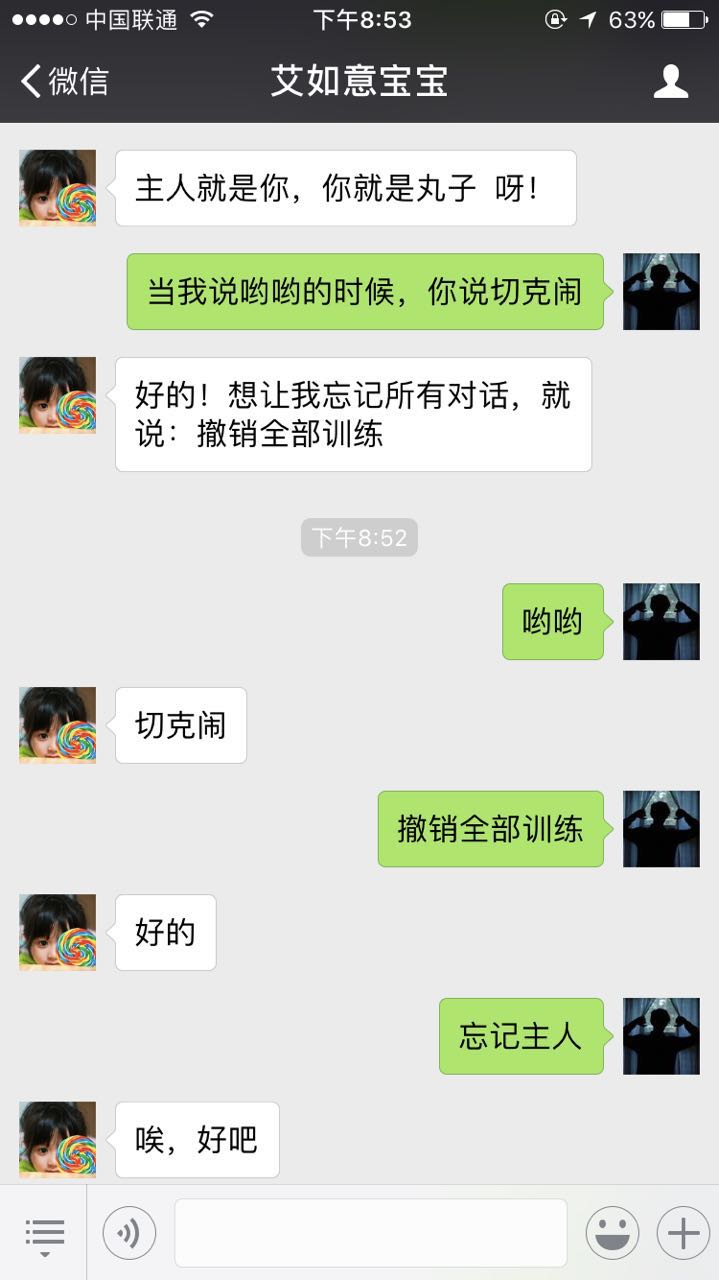 中国联通 下午8:53 63%
微信 艾如意宝宝
主人就是你，你就是丸子 呀！
当我说哟哟的时候，你说切克闹
好的！想让我忘记所有对话，就
说：撤销全部训练
下午8:52
哟哟
切克闹
撤销全部训练
好的
忘记主人
唉，好吧